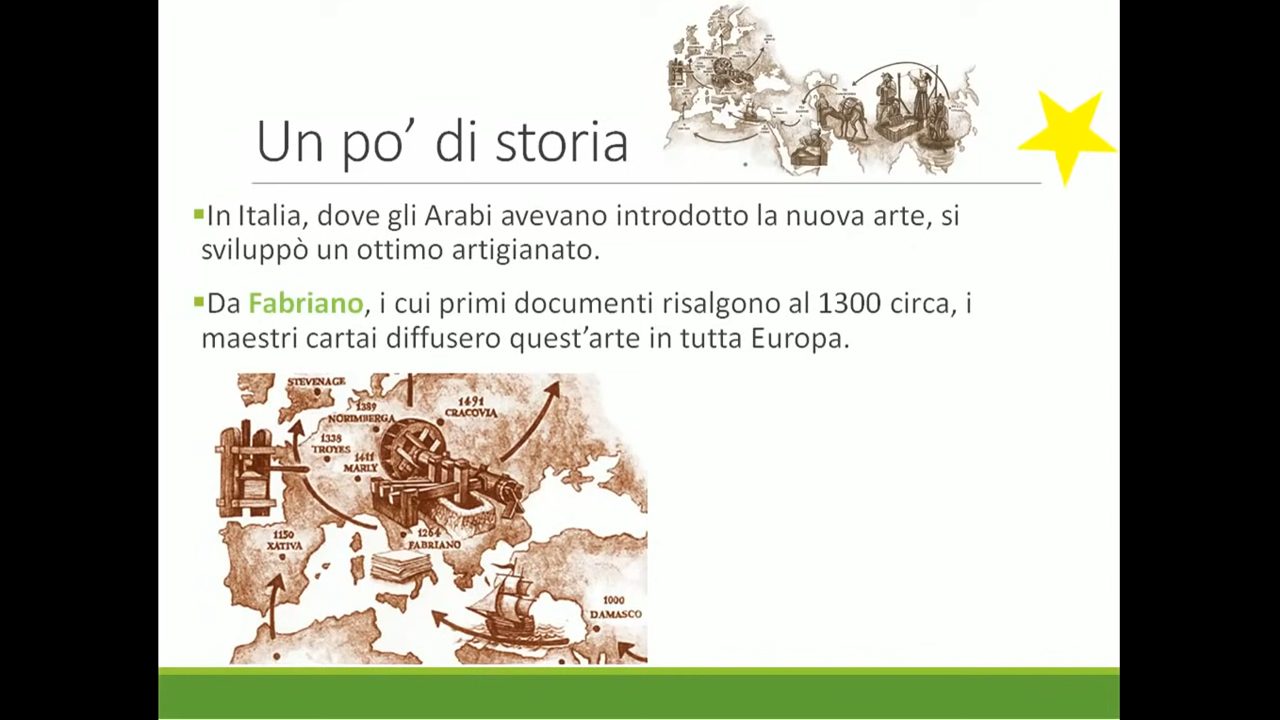 Un po’ di storia
In Italia, dove gli Arabi avevano introdotto la nuova arte, si
sviluppò un ottimo artigianato.
Da Fabriano, i cui primi documenti risalgono al 1300 circa, i
maestri cartai diffusero quest’arte in tutta Europa.
STEVENAGE
1389
NORIMBERGA
1491
CRACOVIA
1338
TROYES
1411
MARLY
1150
XATIVA
1264
FABRIANO
1000
DAMASCO